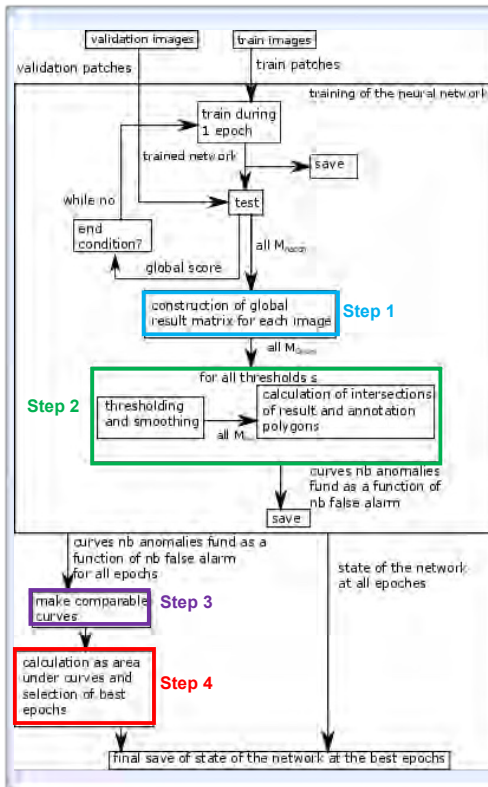 validation images
train images
validation patches
train patches
training of the neural network
train during
1 epoch
trained network
save
while no
test
end
condition?
all M
global score
construction of global
result matrix for each image
Step 1
all M
for all thresholds s
Step 2
thresholding
and smoothing
all M
calculation of intersections
of result and annotation
polygons
curves nb anomalies
fund as a function of
nb false alarm
save
curves nb anomalies fund as a
function of nb false alarm
for all epochs
state of the network
at all epoches
make comparable
curves
Step 3
calculation as area
under curves and
selection of best
epochs
Step 4
final save of state of the network at the best epochs